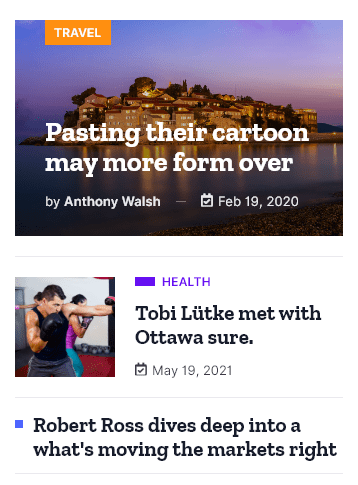 TRAVEL
Pasting their cartoon
may more form over
by Anthony Walsh — Feb 19, 2020
HEALTH
Tobi Lütke met with
Ottawa sure.
May 19, 2021
Robert Ross dives deep into a
what's moving the markets right